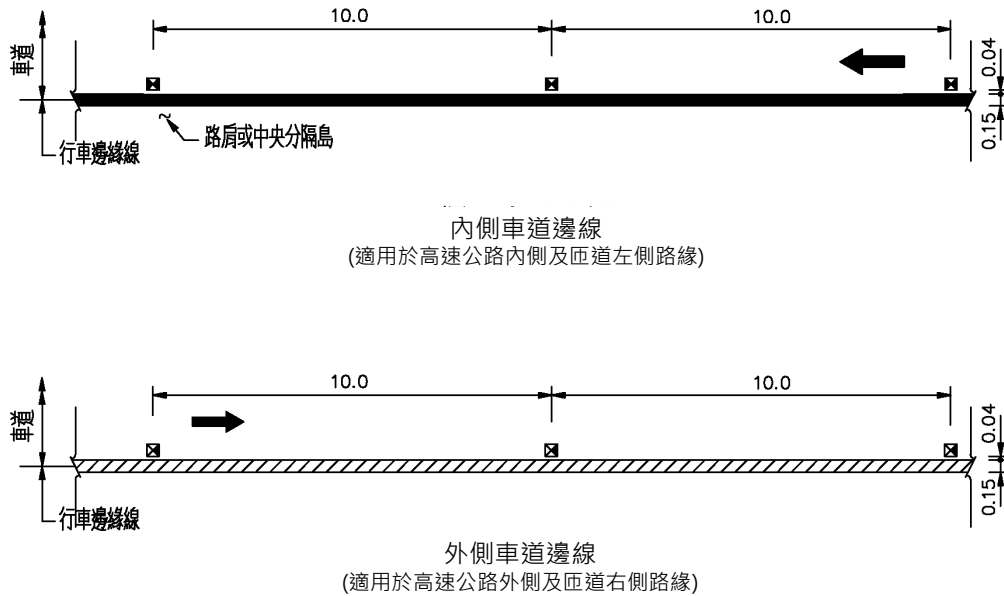 10.0
10.0
車道
0.04
0.15
路肩或中央分隔島
行車邊緣線
內側車道邊線
(適用於高速公路內側及匝道左側路緣)
10.0
10.0
車道
0.04
0.15
行車邊緣線
外側車道邊線
(適用於高速公路外側及匝道右側路緣)